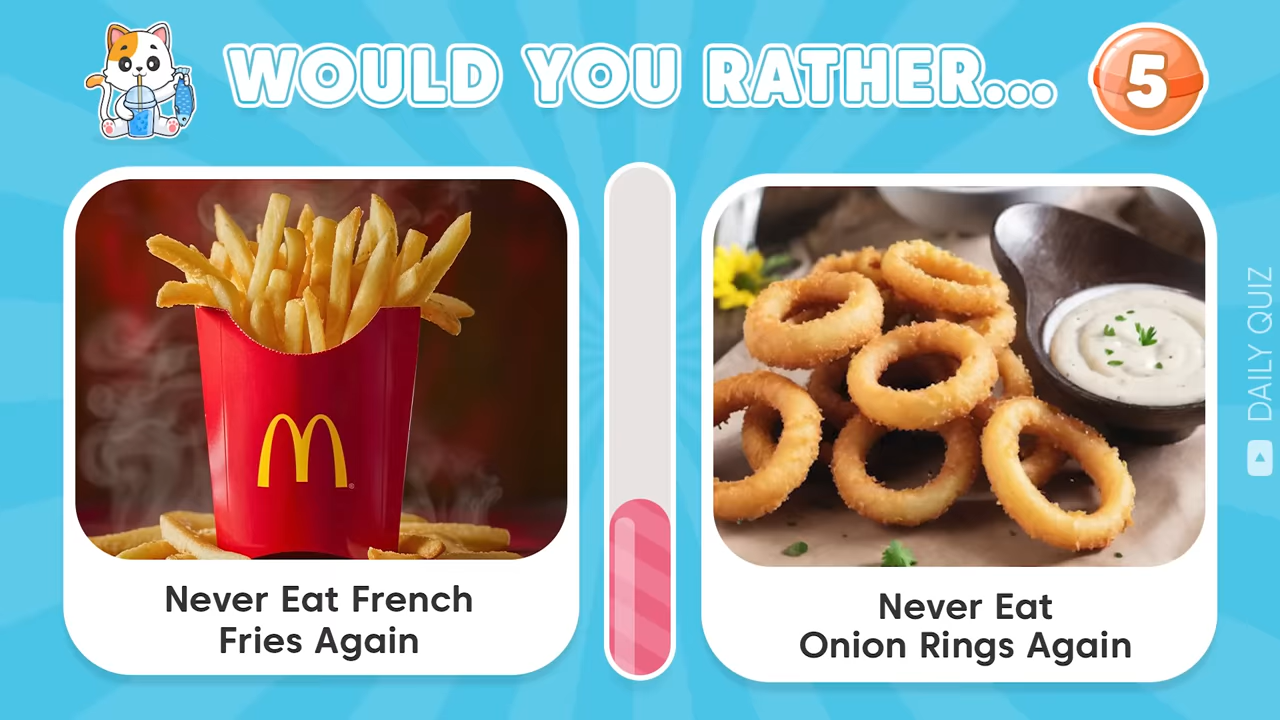 WOULD YOU RATHER...
5
M
Never Eat French
Fries Again
Never Eat
Onion Rings Again
DAILY QUIZ